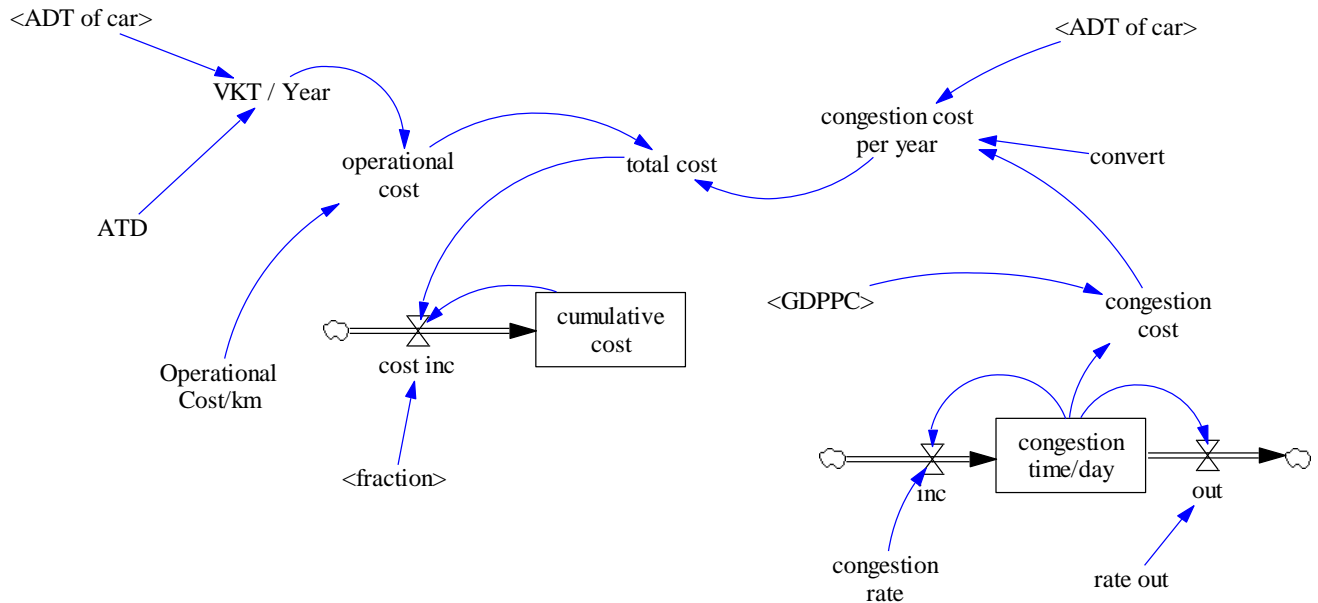 <ADT of car>
<ADT of car>
VKT / Year
congestion cost
per year
operational
cost
total cost
convert
ATD
<GDPPC>
congestion
cost
cumulative
cost
cost inc
Operational
Cost/km
congestion
time/day
<fraction>
inc
out
congestion
rate
rate out